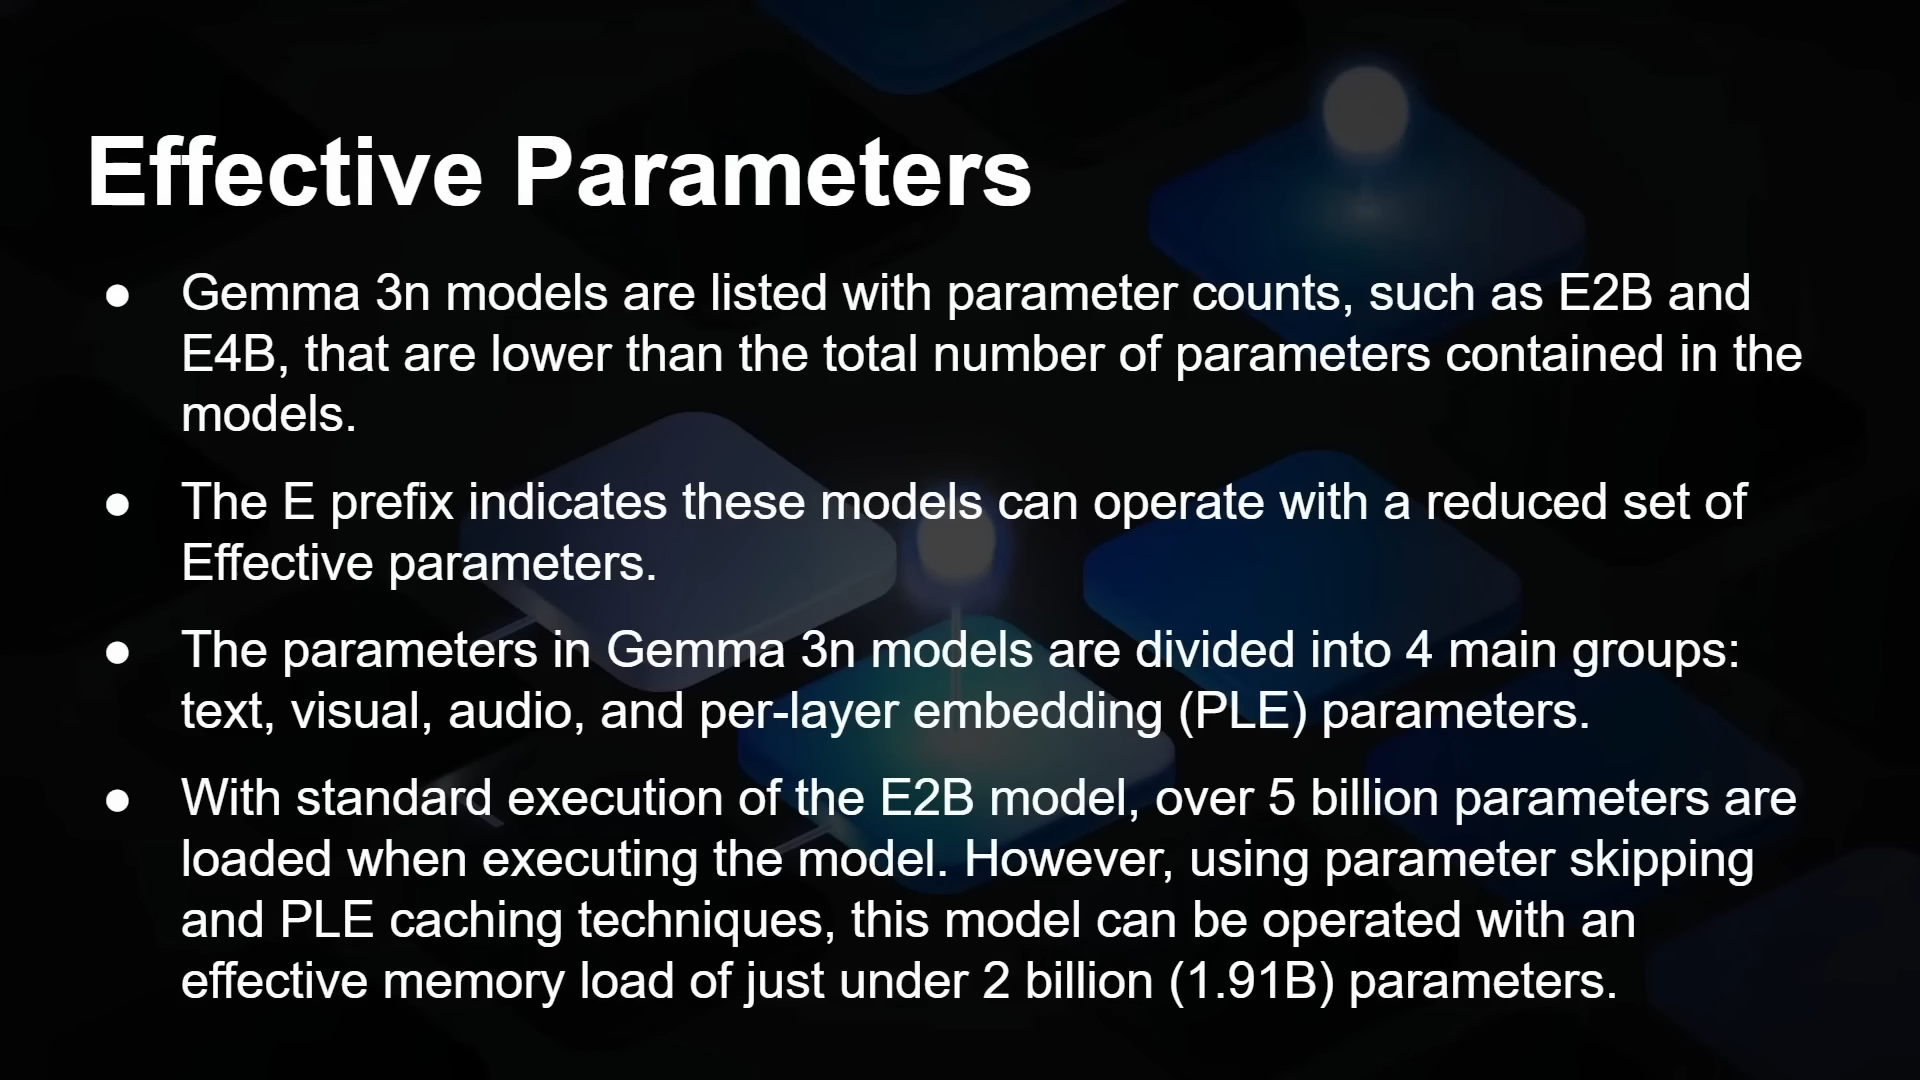 Effective Parameters
● Gemma 3n models are listed with parameter counts, such as E2B and
E4B, that are lower than the total number of parameters contained in the
models.
● The E prefix indicates these models can operate with a reduced set of
Effective parameters.
● The parameters in Gemma 3n models are divided into 4 main groups:
text, visual, audio, and per-layer embedding (PLE) parameters.
● With standard execution of the E2B model, over 5 billion parameters are
loaded when executing the model. However, using parameter skipping
and PLE caching techniques, this model can be operated with an
effective memory load of just under 2 billion (1.91B) parameters.